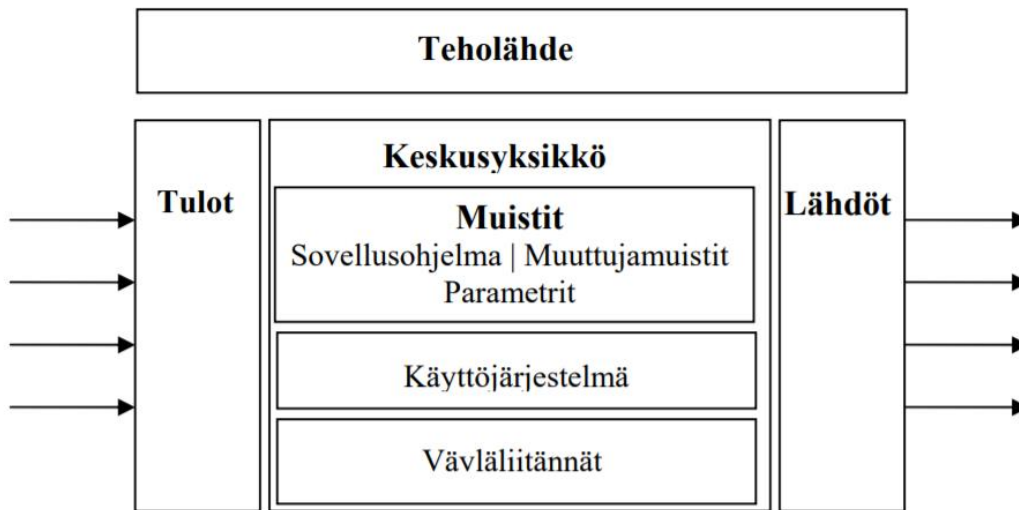 Teholähde
Keskusyksikkö
Tulot
Muistit
Sovellusohjelma | Muuttujamuistit
Parametrit
Lähdöt
Käyttöjärjestelmä
Vävläliitännät